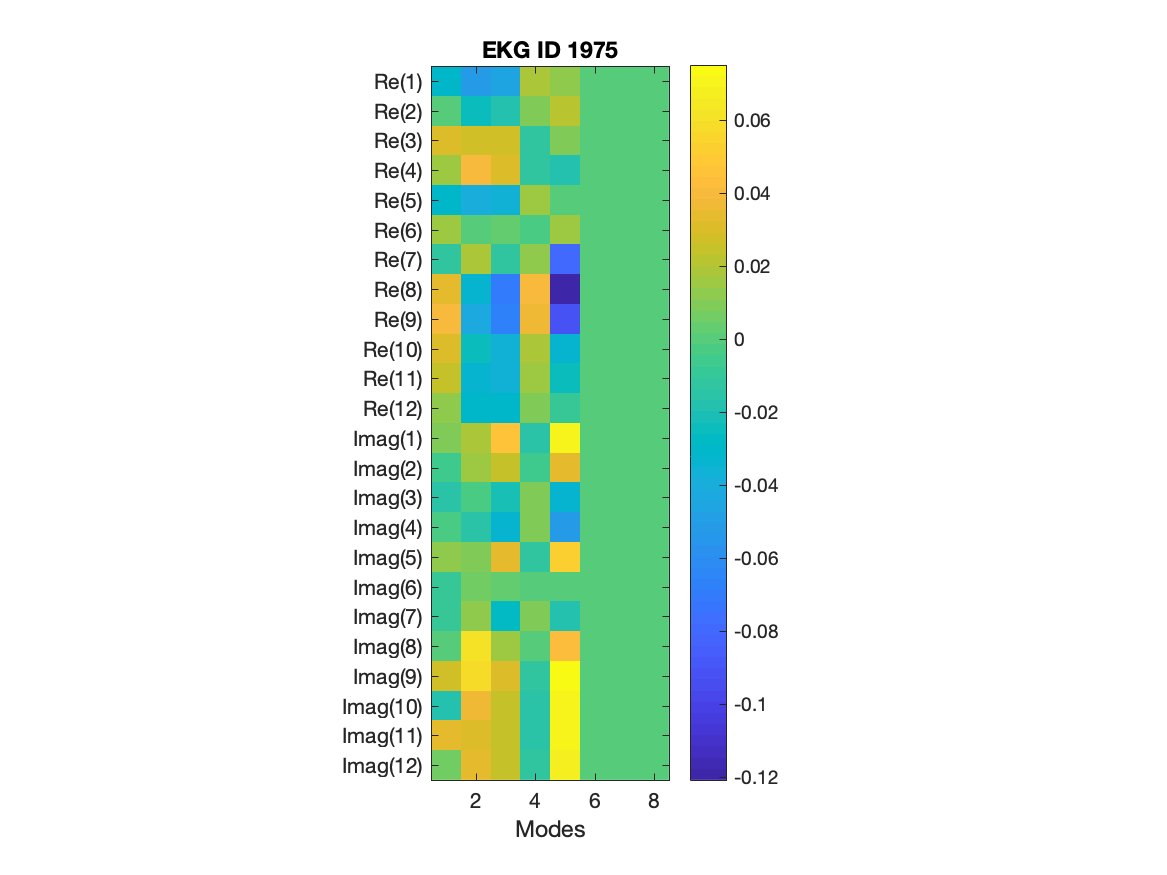 EKG ID 1975
Re(1)
Re(2)
Re(3)
Re(4)
Re(5)
Re(6)
Re(7)
Re(8)
Re(9)
Re(10)
Re(11)
Re(12)
Imag(1)
Imag(2)
Imag(3)
Imag(4)
Imag(5)
Imag(6)
Imag(7)
Imag(8)
Imag(9)
Imag(10)
Imag(11)
Imag(12)
2 4 6 8
Modes
0.06
0.04
0.02
0
-0.02
-0.04
-0.06
-0.08
-0.1
-0.12